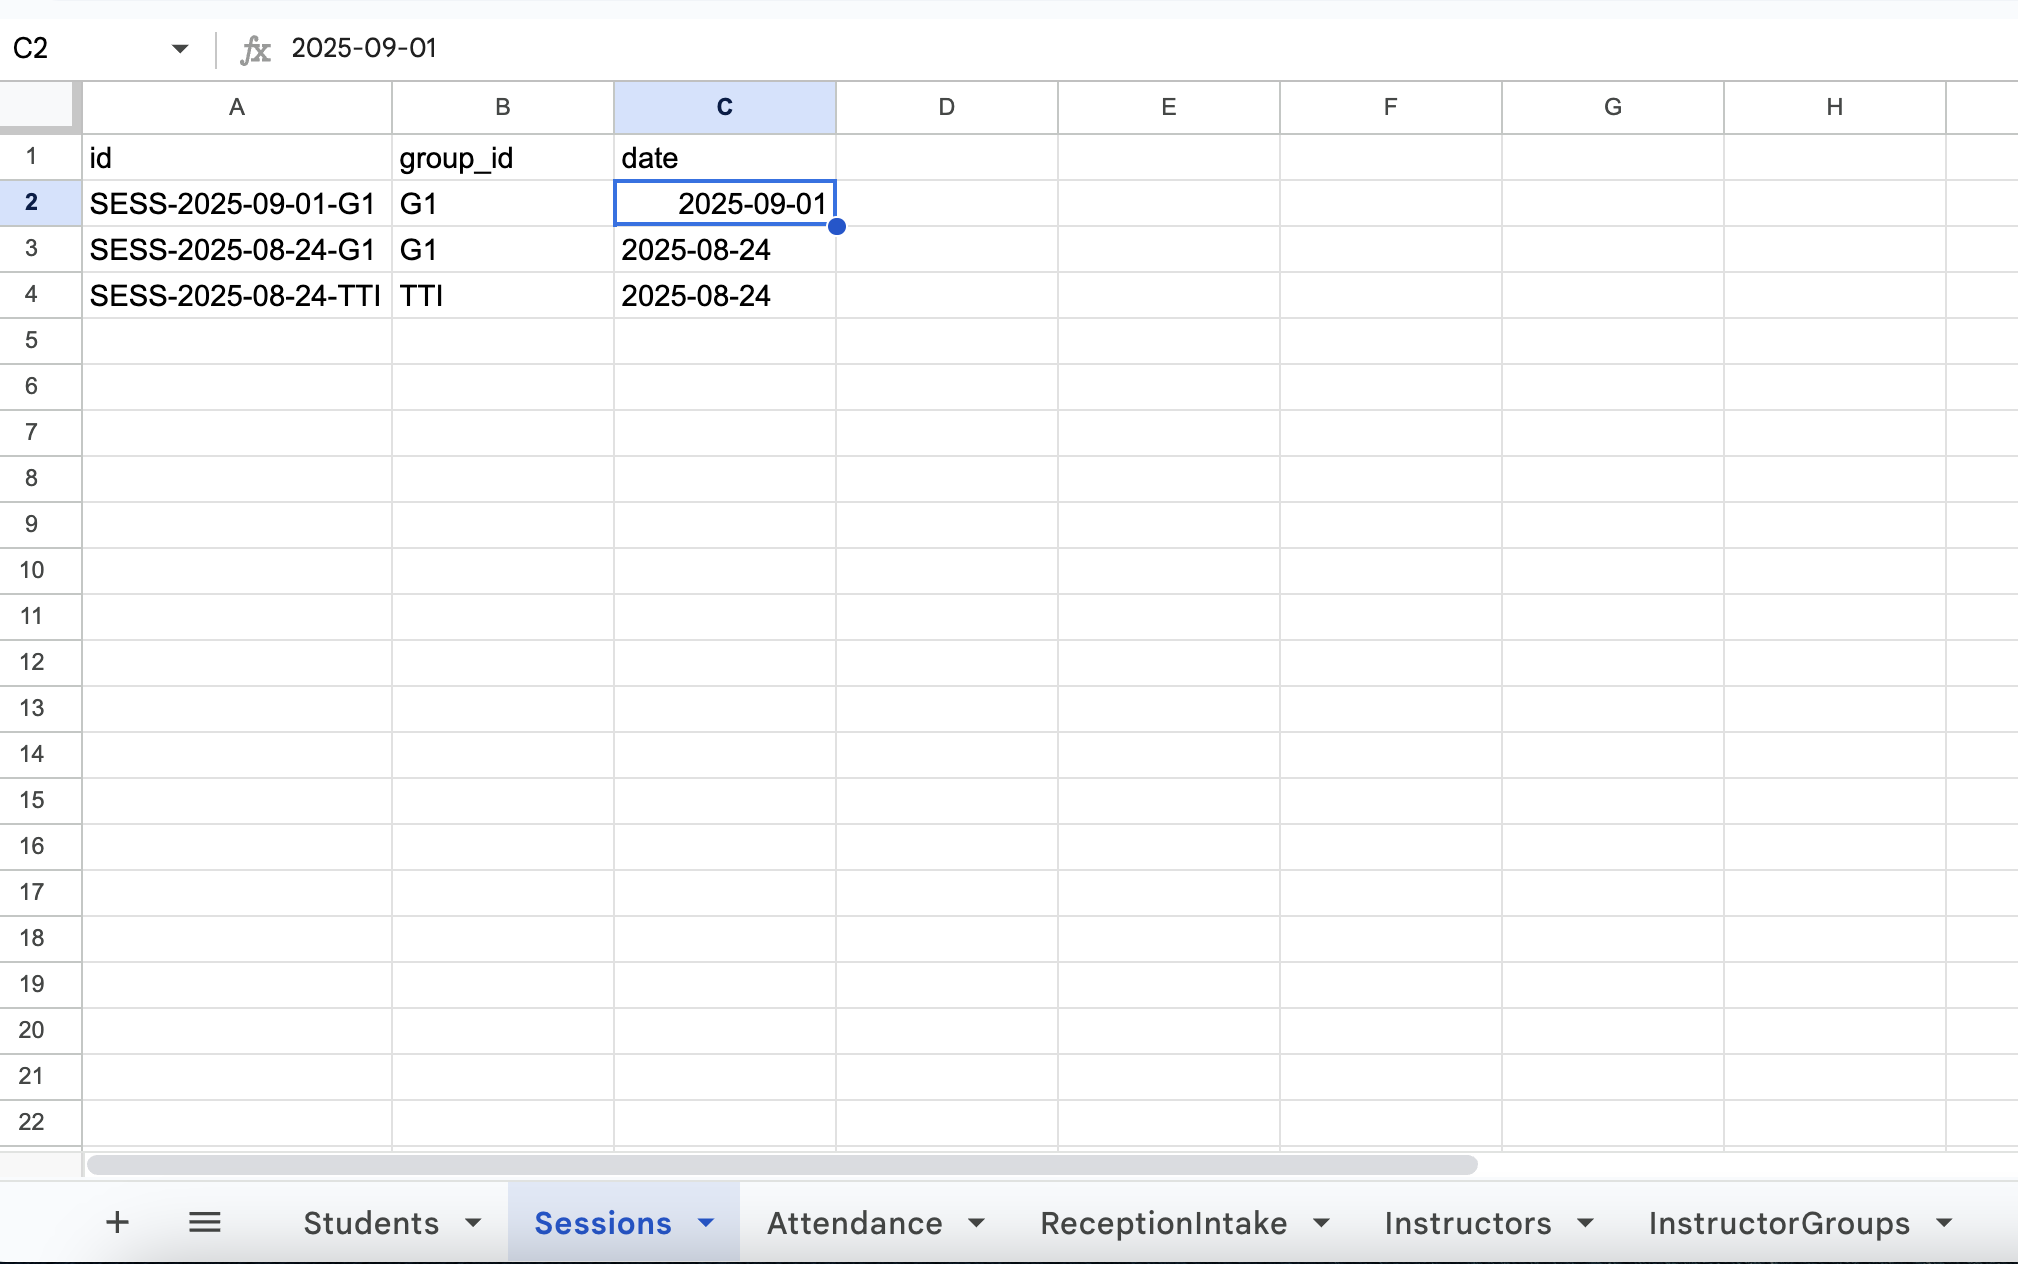 C2 fx 2025-09-01
A B C D E F G H
1 id group_id date
2 SESS-2025-09-01-G1 G1 2025-09-01
3 SESS-2025-08-24-G1 G1 2025-08-24
4 SESS-2025-08-24-TTI TTI 2025-08-24
5
6
7
8
9
10
11
12
13
14
15
16
17
18
19
20
21
22
+ Students Sessions Attendance ReceptionIntake Instructors InstructorGroups